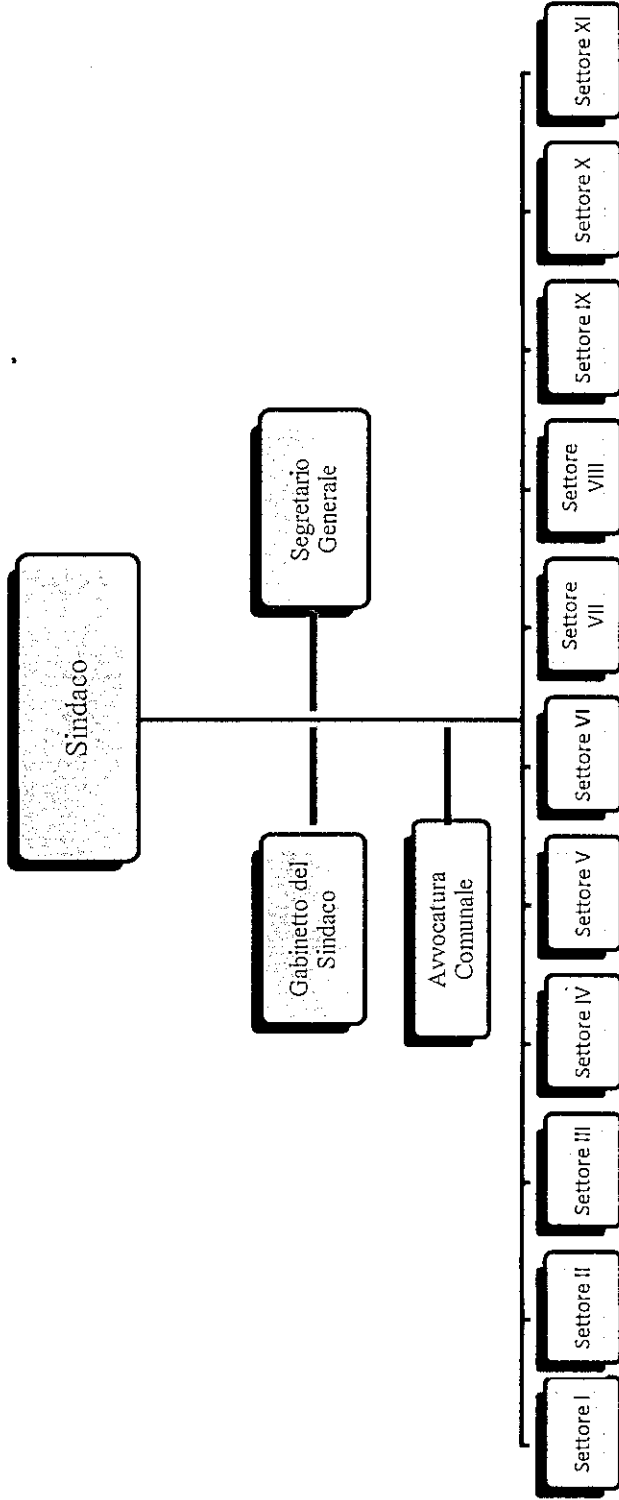 Sindaco
Gabinetto del
Sindaco
Segretario
Generale
Avvocatura
Comunale
Settore I
Settore II
Settore III
Settore IV
Settore V
Settore VI
Settore
VII
Settore
VIII
Settore IX
Settore X
Settore XI